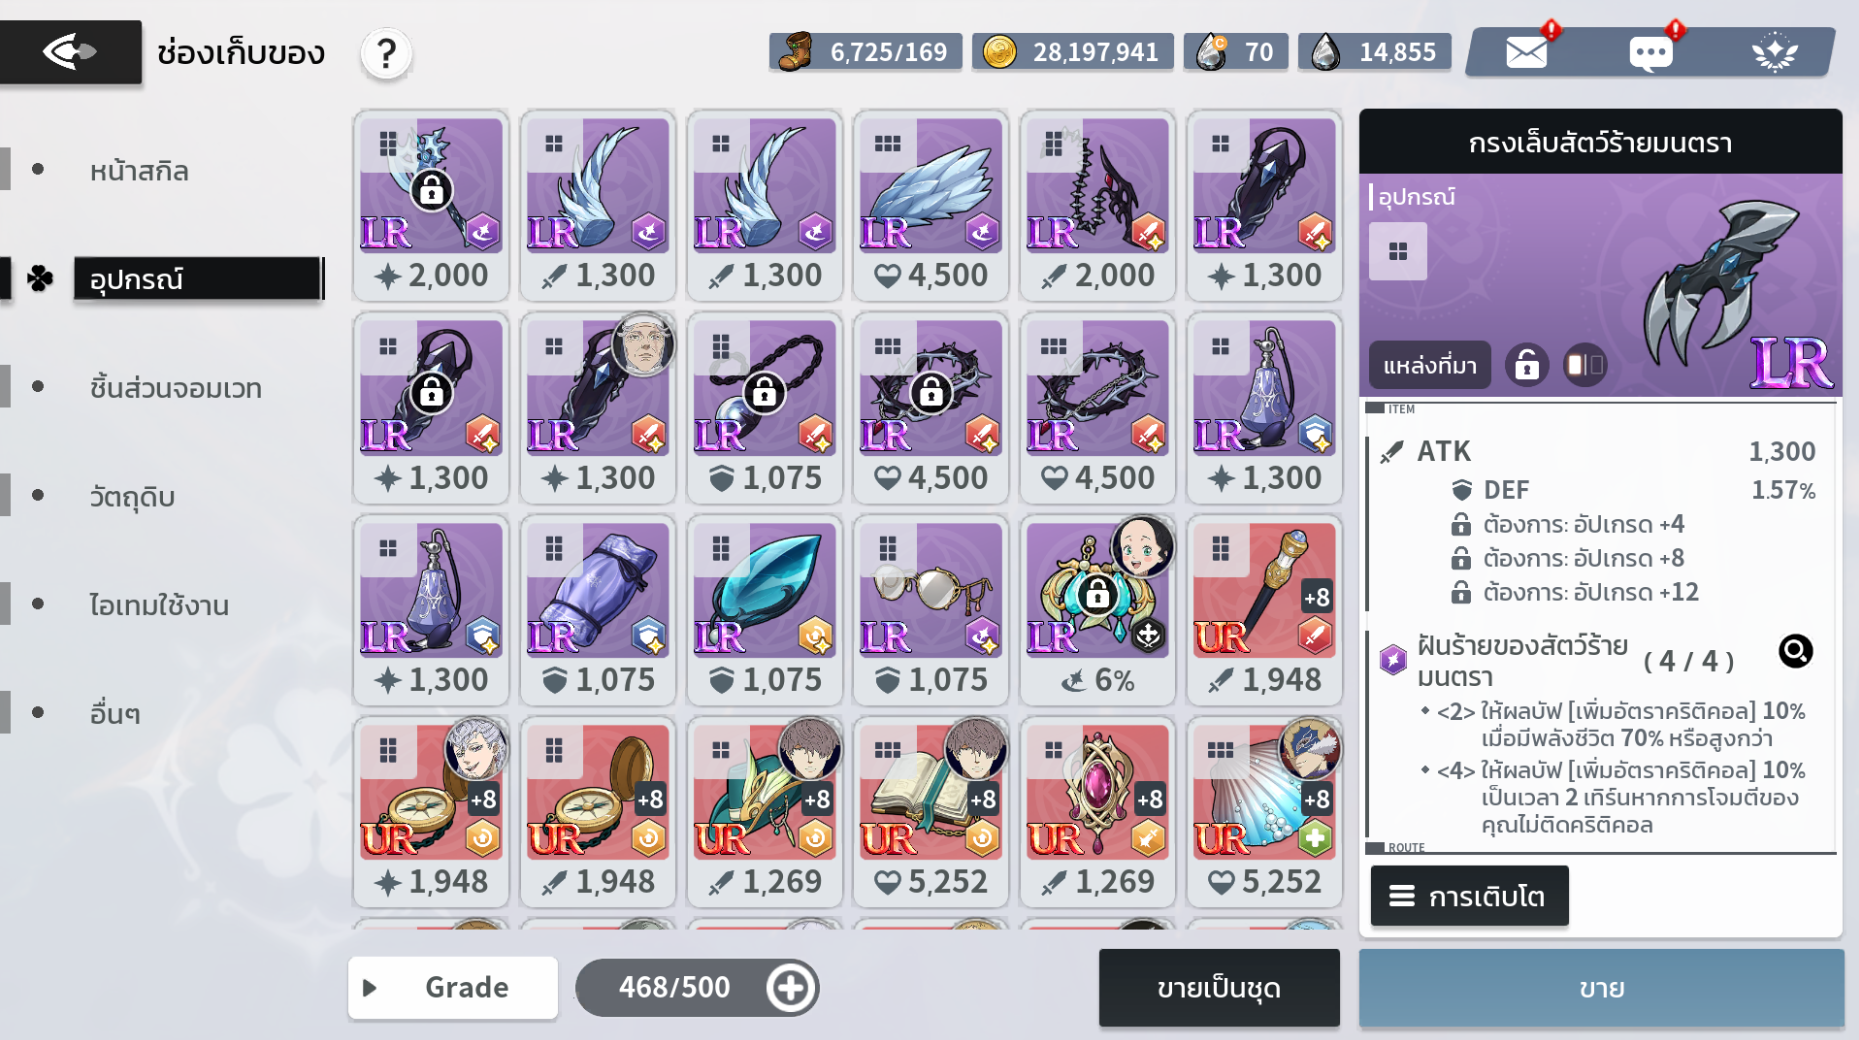 ช่องเก็บของ
?
6,725/169
28,197,941
70
14,855
หน้าสกิล
อุปกรณ์
ชิ้นส่วนจอมเวท
วัตถุดิบ
ไอเทมใช้งาน
อื่นๆ
LR LR LR LR LR LR
2,000 1,300 1,300 4,500 2,000 1,300
LR LR LR LR LR LR
1,300 1,300 1,075 4,500 4,500 1,300
+8
LR LR LR LR LR UR
1,300 1,075 1,075 1,075 6% 1,948
+8 +8 +8 +8 +8 +8
UR UR UR UR UR UR
1,948 1,948 1,269 5,252 1,269 5,252
Grade
468/500
ขายเป็นชุด
กรงเล็บสัตว์ร้ายมนตรา
อุปกรณ์
แหล่งที่มา
LR
ITEM
ATK 1,300
DEF 1.57%
ต้องการ: อัปเกรด +4
ต้องการ: อัปเกรด +8
ต้องการ: อัปเกรด +12
ฝันร้ายของสัตว์ร้าย
มนตรา
( 4 / 4 )
<2> ให้ผลบัฟ [เพิ่มอัตราคริติคอล] 10%
เมื่อมีพลังชีวิต 70% หรือสูงกว่า
<4> ให้ผลบัฟ [เพิ่มอัตราคริติคอล] 10%
เป็นเวลา 2 เทิร์นหากการโจมตีของ
คุณไม่ติดคริติคอล
ROUTE
การเติบโต
ขาย